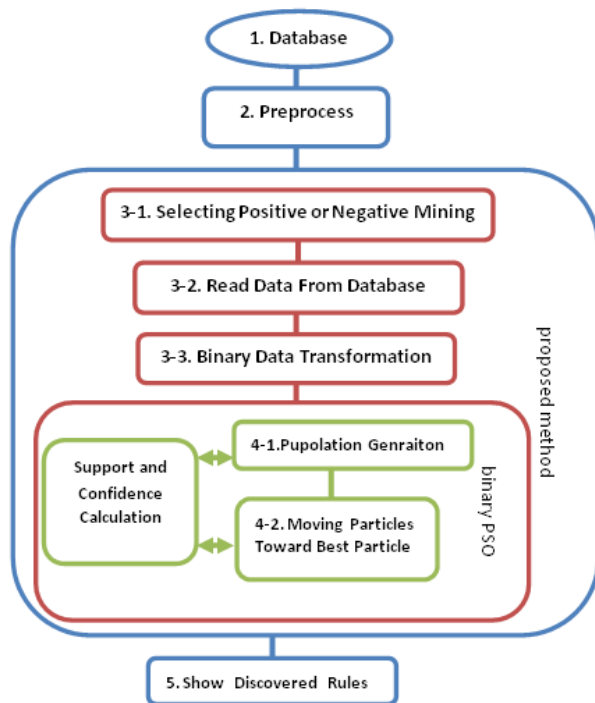 1. Database
2. Preprocess
3-1. Selecting Positive or Negative Mining
3-2. Read Data From Database
3-3. Binary Data Transformation
4-1.Pupolation Genraiton
Support and
Confidence
Calculation
4-2. Moving Particles
Toward Best Particle
binary PSO
proposed method
5. Show Discovered Rules